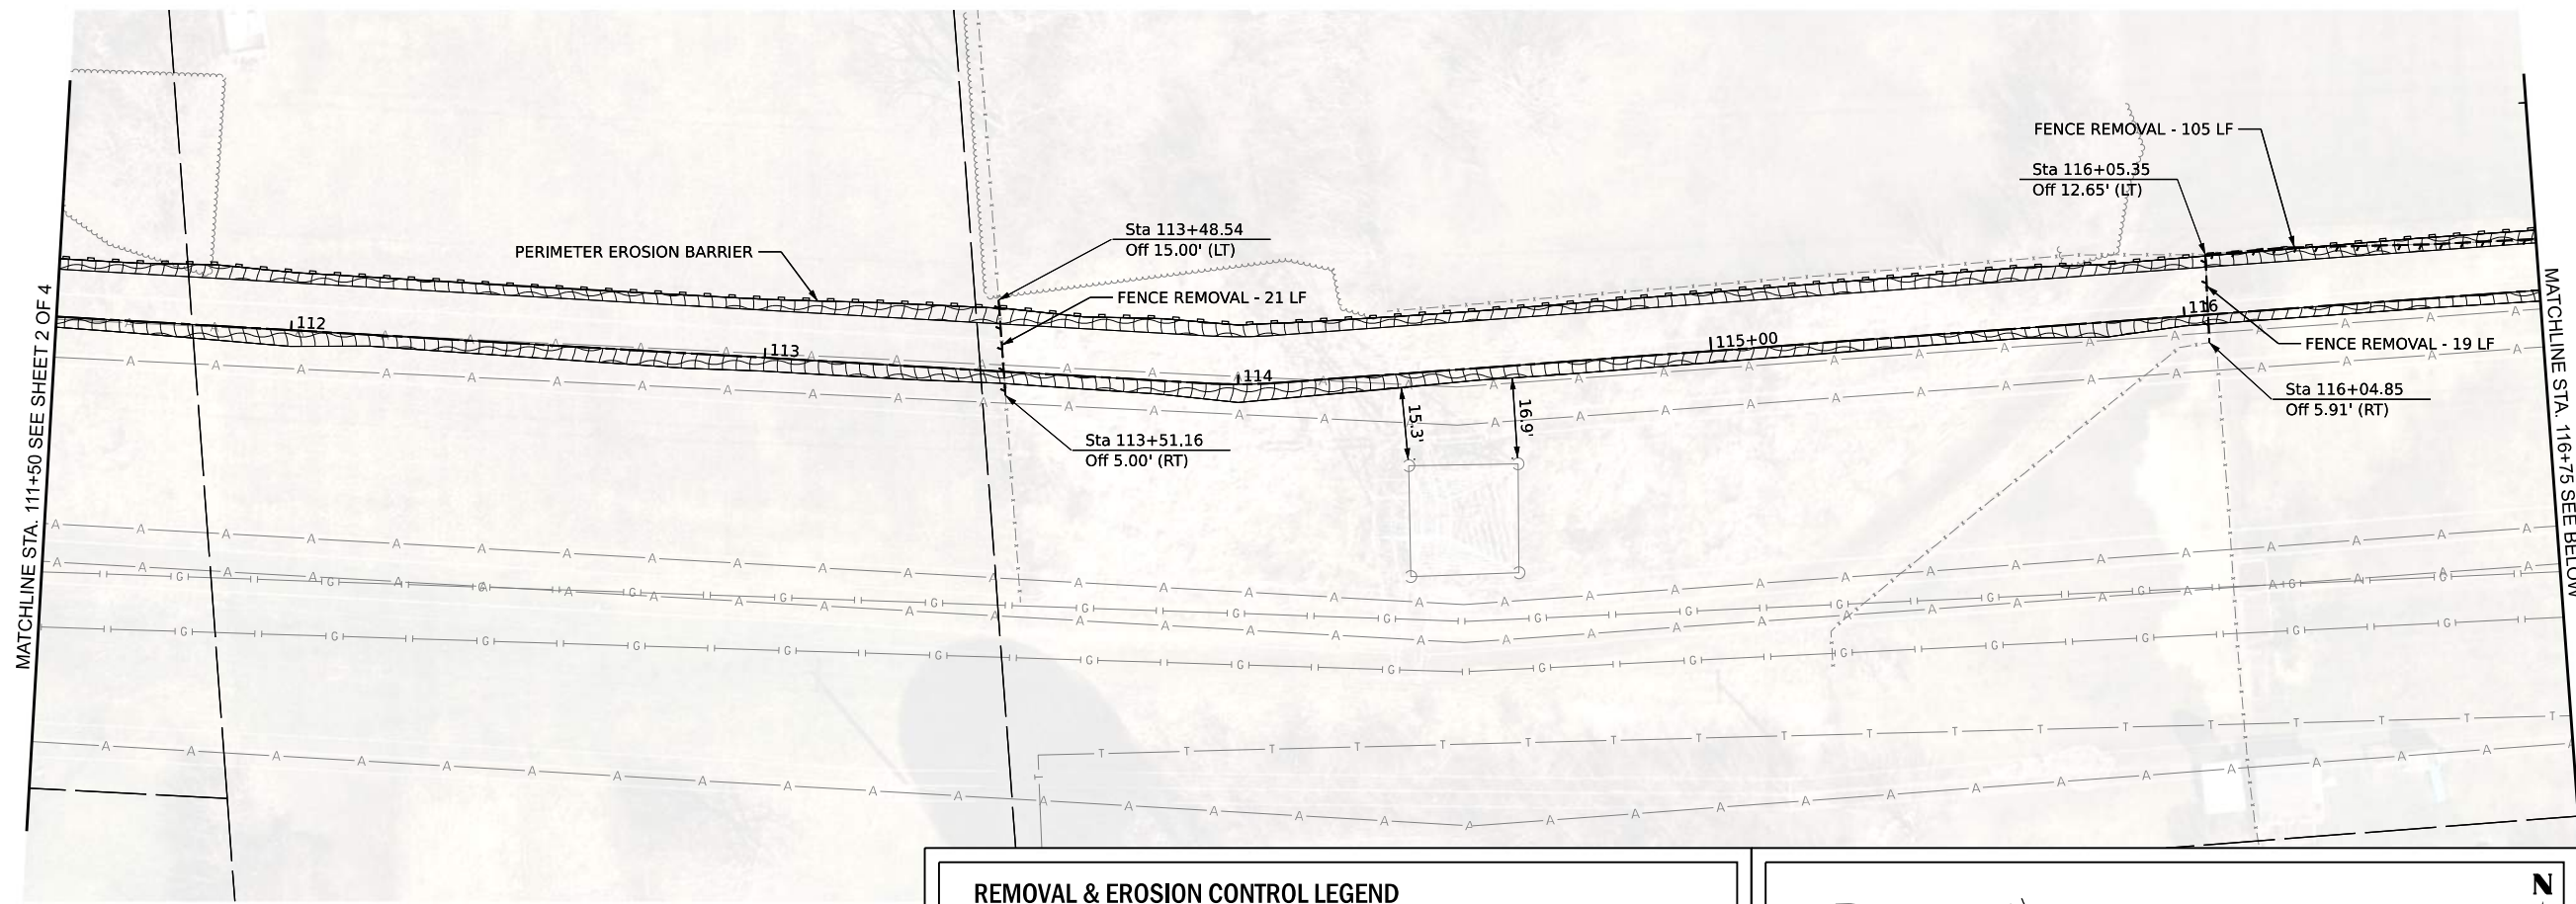 FENCE REMOVAL - 105 LF
Sta 116+05.35
Off 12.65' (LT)
Sta 113+48.54
Off 15.00' (LT)
PERIMETER EROSION BARRIER
FENCE REMOVAL - 21 LF
MATCHLINE STA. 111+50 SEE SHEET 2 OF 4
MATCHLINE STA. 116+75 SEE BELOW
112
113
114
115+00
116
FENCE REMOVAL - 19 LF
Sta 116+04.85
Off 5.91' (RT)
15.3'
16.9'
Sta 113+51.16
Off 5.00' (RT)
REMOVAL & EROSION CONTROL LEGEND
N